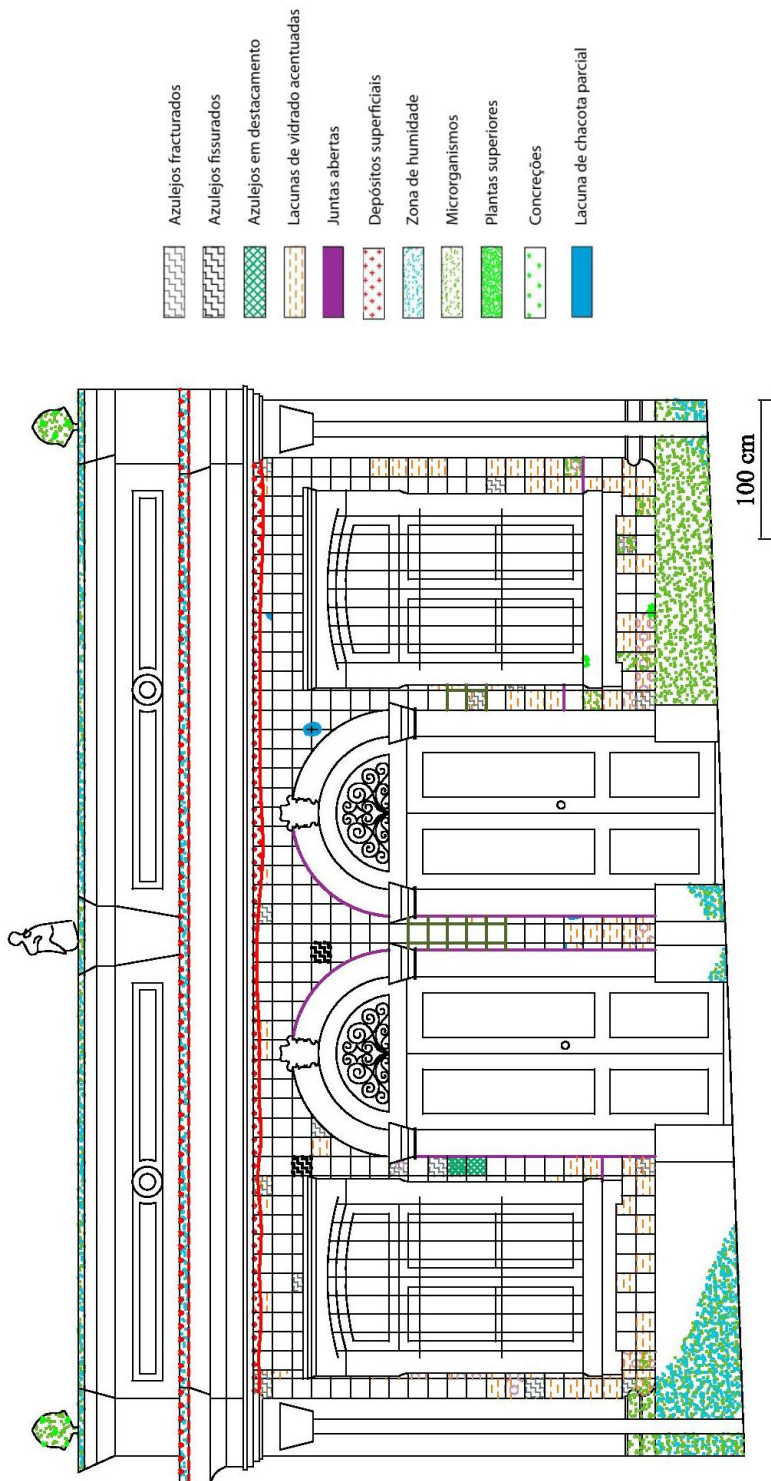 Azulejos fracturados
Azulejos fissurados
Azulejos em destacamento
Lacunas de vidrado acentuadas
Juntas abertas
Depósitos superficiais
Zona de humidade
Microrganismos
Plantas superiores
Concreções
Lacuna de chacota parcial
100 cm